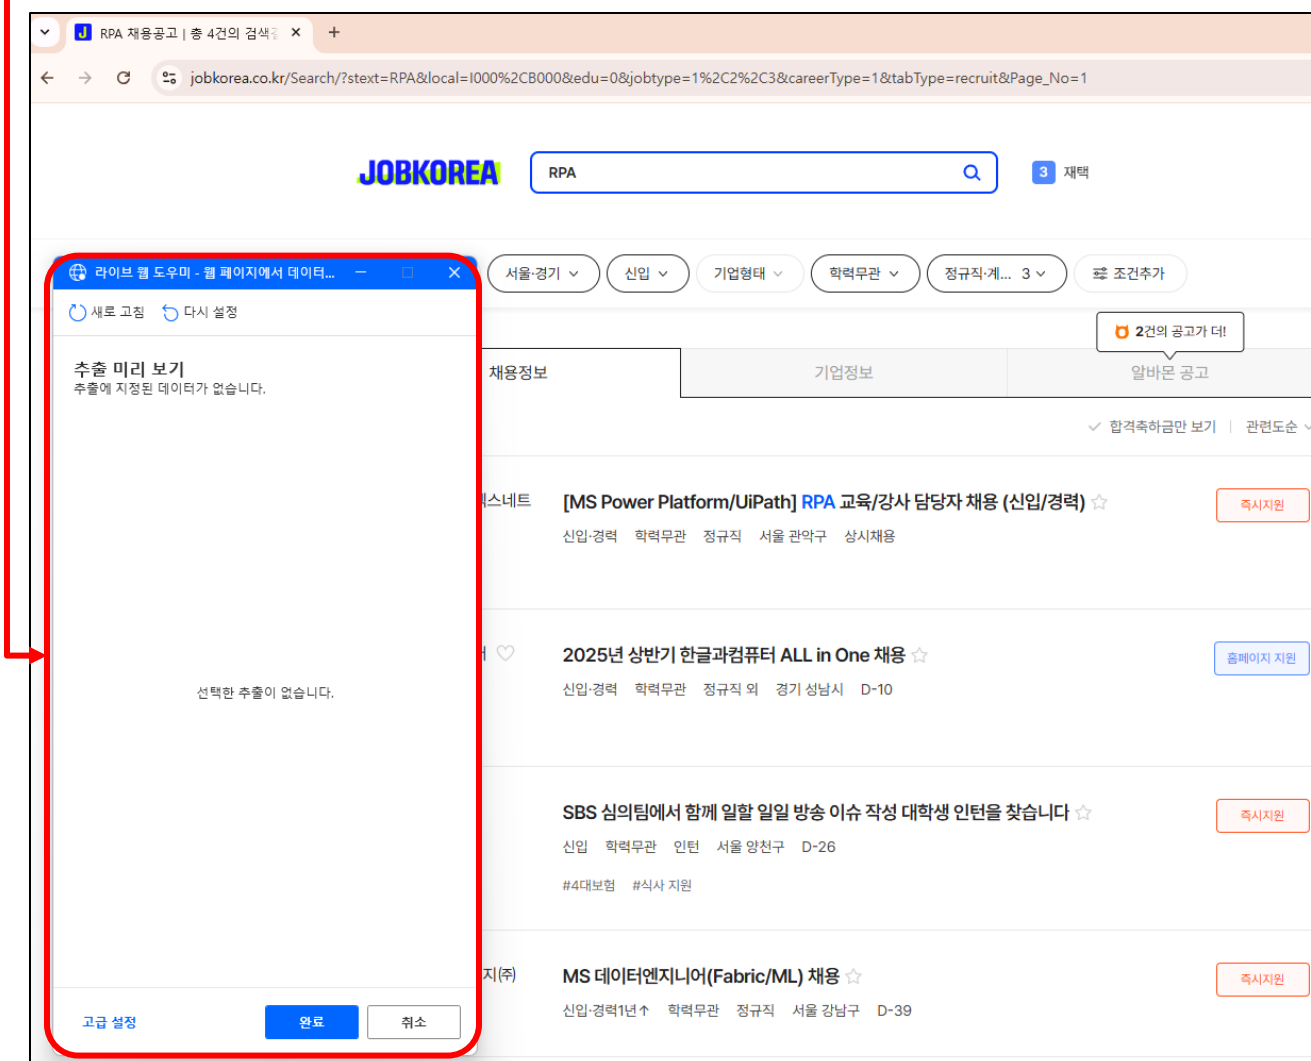 RPA 채용공고 | 총 4건의 검색
jobkorea.co.kr/Search/?stext=RPA&local=I000%2CB000&edu=0&jobtype=1%2C2%2C3&careerType=1&tabType=recruit&Page_No=1
JOBKOREA
RPA
3 재택
라이브 웹 도우미 - 웹 페이지에서 데이터...
서울·경기 신입 기업형태 학력무관 정규직·계... 3 조건추가
새로 고침 다시 설정
2건의 공고가 더!
추출 미리 보기
추출에 지정된 데이터가 없습니다.
채용정보 기업정보 알바몬 공고
합격축하금만 보기 | 관련도순
스네트 [MS Power Platform/UiPath] RPA 교육/강사 담당자 채용 (신입/경력) 즉시지원
신입·경력 학력무관 정규직 서울 관악구 상시채용
2025년 상반기 한글과컴퓨터 ALL in One 채용 홈페이지 지원
신입·경력 학력무관 정규직 외 경기 성남시 D-10
선택한 추출이 없습니다.
SBS 심의팀에서 함께 일할 일일 방송 이슈 작성 대학생 인턴을 찾습니다 즉시지원
신입 학력무관 인턴 서울 양천구 D-26
#4대보험 #식사 지원
지(주) MS 데이터엔지니어(Fabric/ML) 채용 즉시지원
신입·경력1년↑ 학력무관 정규직 서울 강남구 D-39
고급 설정 완료 취소